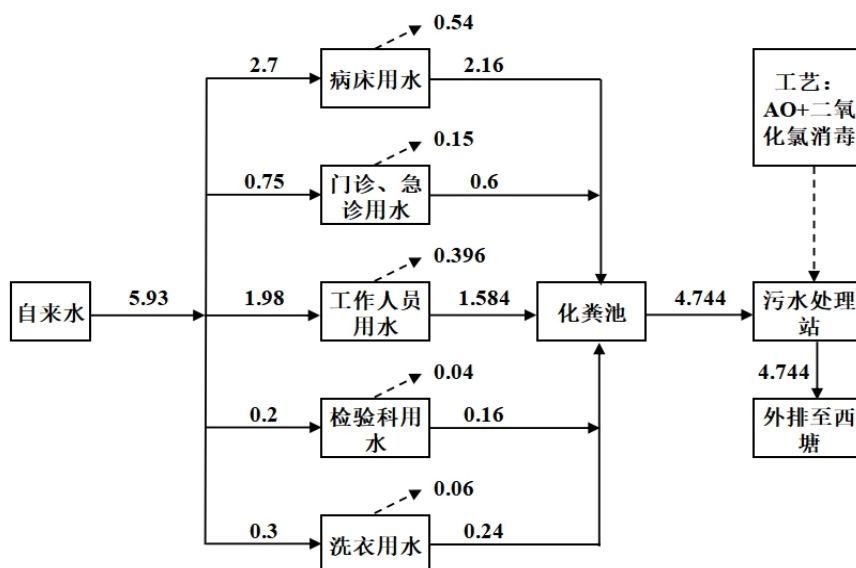 0.54
2.7
病床用水
2.16
工艺：
AO+二氧
化氯消毒
0.15
0.75
门诊、急
诊用水
0.6
0.396
自来水
5.93
1.98
工作人员
用水
1.584
化粪池
4.744
污水处理
站
0.04
4.744
0.2
检验科用
水
0.16
外排至西
塘
0.06
0.3
洗衣用水
0.24